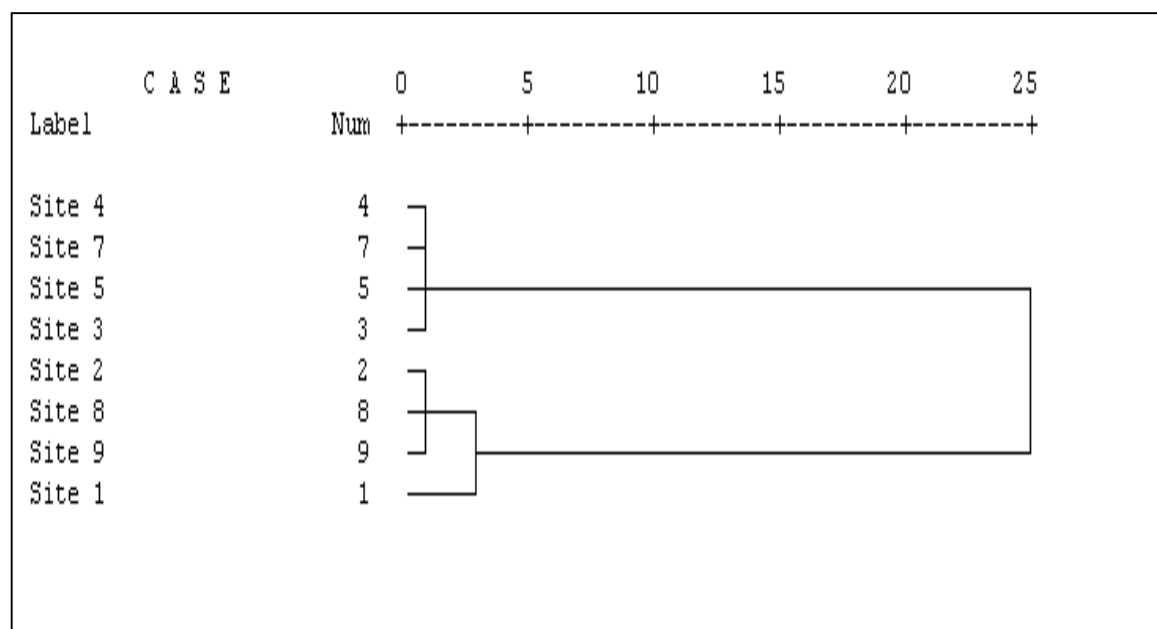 C A S E 0 5 10 15 20 25
Label Num +---------+---------+---------+---------+---------+
Site 4 4
Site 7 7
Site 5 5
Site 3 3
Site 2 2
Site 8 8
Site 9 9
Site 1 1